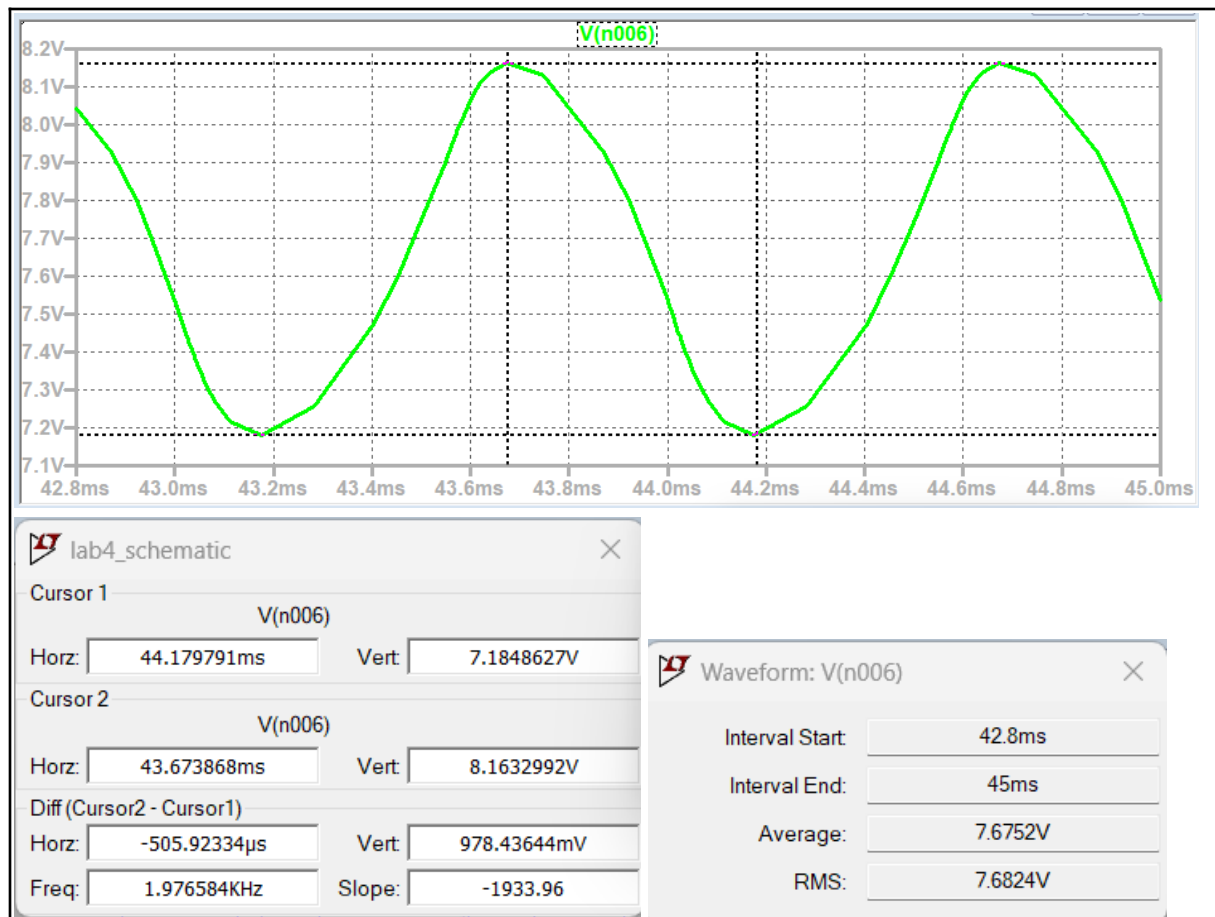 V(n006)
8.2V
8.1V
8.0V
7.9V
7.8V
7.7V
7.6V
7.5V
7.4V
7.3V
7.2V
7.1V
42.8ms 43.0ms 43.2ms 43.4ms 43.6ms 43.8ms 44.0ms 44.2ms 44.4ms 44.6ms 44.8ms 45.0ms
lab4_schematic
Cursor 1
V(n006)
Horz: 44.179791ms Vert: 7.1848627V
Cursor 2
V(n006)
Horz: 43.673868ms Vert: 8.1632992V
Diff (Cursor2 - Cursor1)
Horz: -505.92334µs Vert: 978.43644mV
Freq: 1.976584KHz Slope: -1933.96
Waveform: V(n006)
Interval Start: 42.8ms
Interval End: 45ms
Average: 7.6752V
RMS: 7.6824V